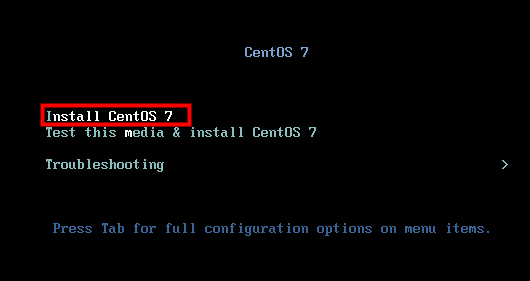 CentOS 7
Install CentOS 7
Test this media & install CentOS 7
Troubleshooting >
Press Tab for full configuration options on menu items.